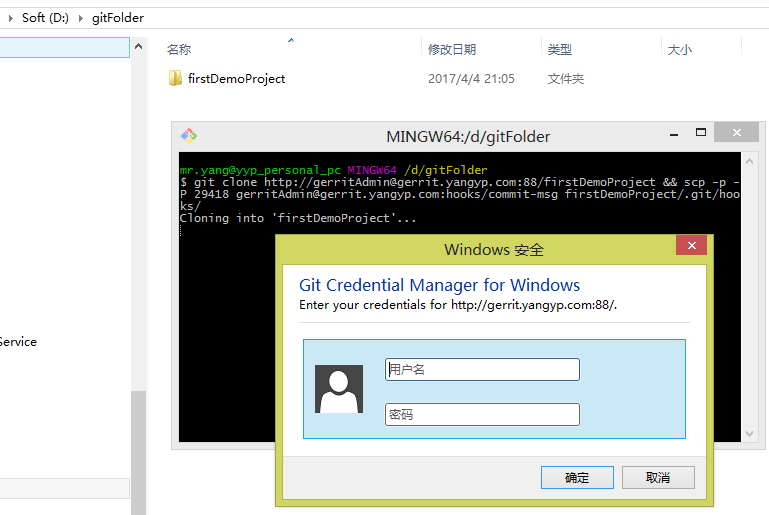 Soft (D:) gitFolder
名称 修改日期 类型 大小
firstDemoProject 2017/4/4 21:05 文件夹
MINGW64:/d/gitFolder
mr.yang@yyp_personal_pc MINGW64 /d/gitFolder
$ git clone http://gerritAdmin@gerrit.yangyp.com:88/firstDemoProject && scp -p -
P 29418 gerritAdmin@gerrit.yangyp.com:hooks/commit-msg firstDemoProject/.git/hoo
ks/
Cloning into 'firstDemoProject'...
Windows 安全
Git Credential Manager for Windows
Enter your credentials for http://gerrit.yangyp.com:88/.
Service
用户名
密码
确定 取消